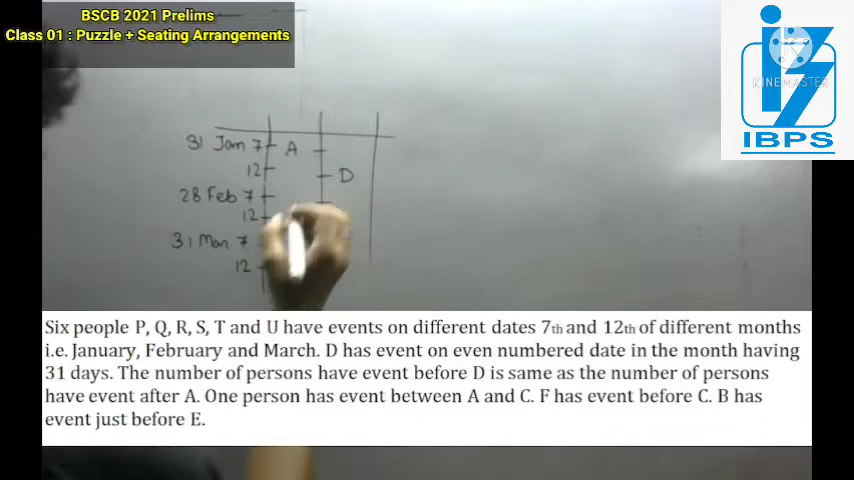 BSCB 2021 Prelims
Class 01 : Puzzle + Seating Arrangements
KINEMASTER
IBPS
31 Jan 7 A
12 D
28 Feb 7
12
31 Mar 7
12
Six people P, Q, R, S, T and U have events on different dates 7th and 12th of different months
i.e. January, February and March. D has event on even numbered date in the month having
31 days. The number of persons have event before D is same as the number of persons
have event after A. One person has event between A and C. F has event before C. B has
event just before E.